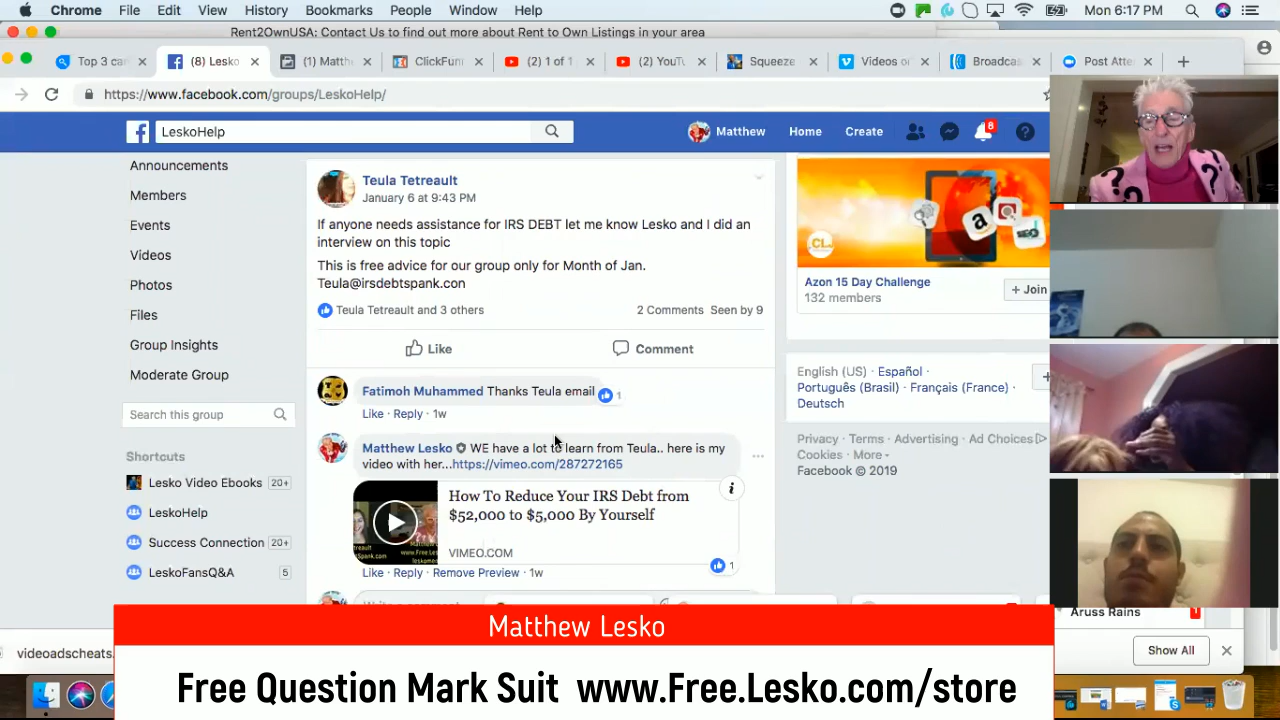 Chrome File Edit View History Bookmarks People Window Help Mon 6:17 PM
Rent2OwnUSA: Contact Us to find out more about Rent to Own Listings in your area
Top 3 ca
(8) Lesko
(1) Matth
ClickFun
(2) 1 of 1
(2) YouTu
Squeeze
Videos on
Broadcas
Post Atte
https://www.facebook.com/groups/LeskoHelp/
LeskoHelp
Matthew Home Create 8
Announcements
Members
Events
Videos
Photos
Files
Group Insights
Moderate Group
Search this group
Shortcuts
Lesko Video Ebooks 20+
LeskoHelp
Success Connection 20+
LeskoFansQ&A 5
Teula Tetreault
January 6 at 9:43 PM
If anyone needs assistance for IRS DEBT let me know Lesko and I did an
interview on this topic
This is free advice for our group only for Month of Jan.
Teula@irsdebtspank.con
Teula Tetreault and 3 others 2 Comments Seen by 9
Like Comment
Fatimoh Muhammed Thanks Teula email
1
Like · Reply · 1w
Matthew Lesko WE have a lot to learn from Teula.. here is my
video with her...https://vimeo.com/287272165
How To Reduce Your IRS Debt from
$52,000 to $5,000 By Yourself
VIMEO.COM
1
Like · Reply · Remove Preview · 1w
a
CL
Azon 15 Day Challenge
132 members
+ Join
English (US) · Español ·
Português (Brasil) · Français (France) ·
Deutsch
Privacy · Terms · Advertising · Ad Choices
Cookies · More
Facebook © 2019
Aruss Rains 1
videoadscheats.
Show All
Matthew Lesko
Free Question Mark Suit www.Free.Lesko.com/store